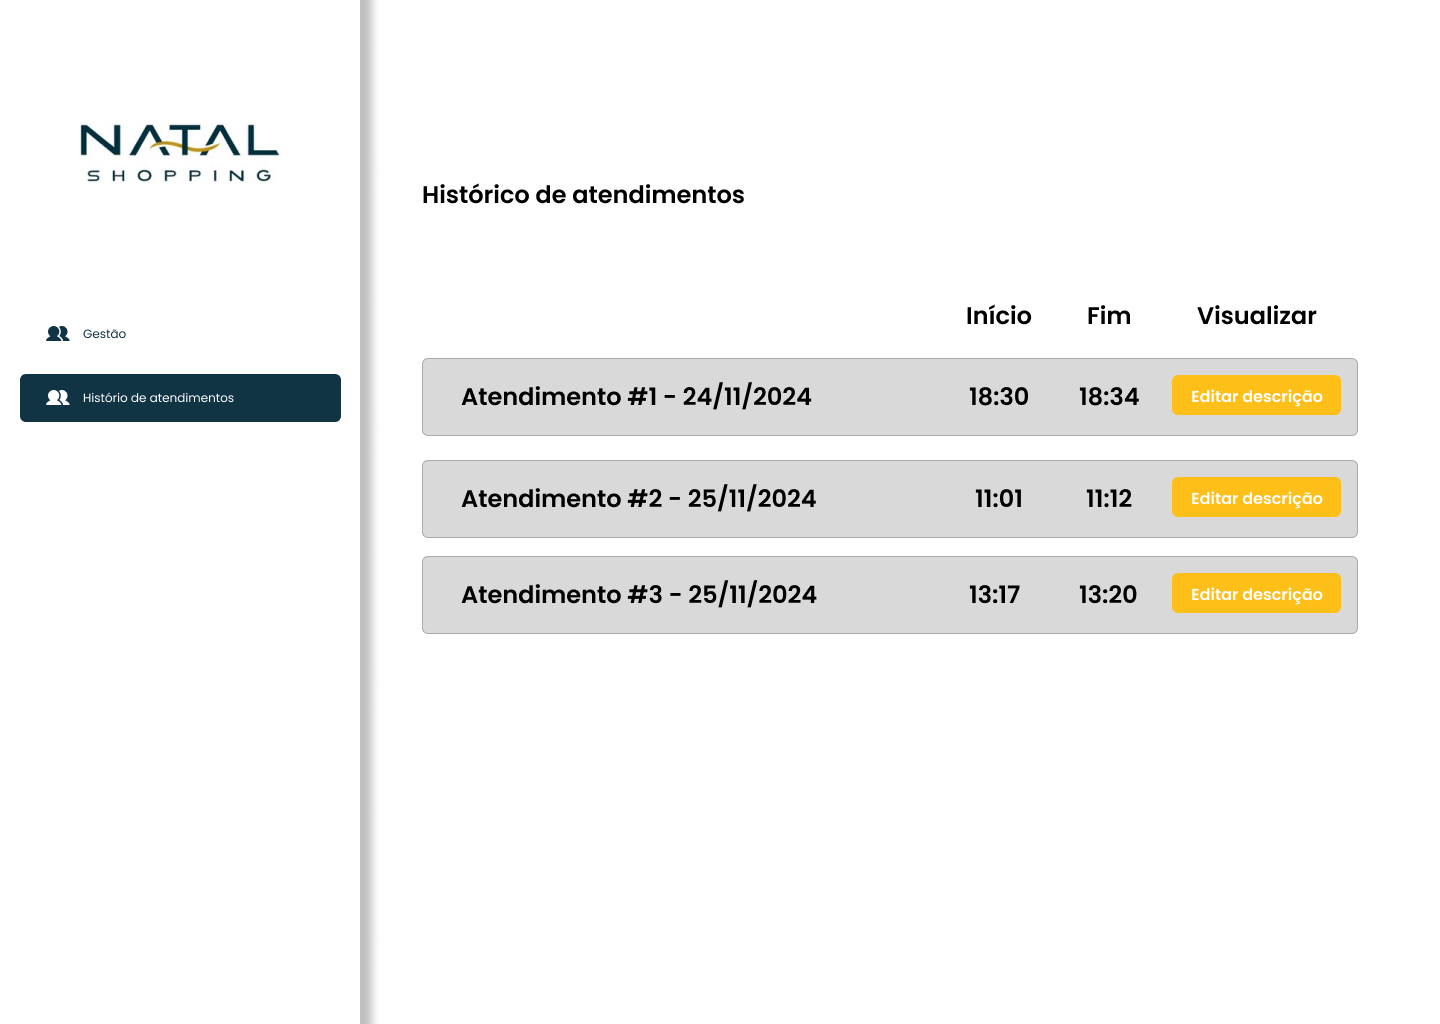 NATAL
SHOPPING
Gestão
Histório de atendimentos
Histórico de atendimentos
Início Fim Visualizar
Atendimento #1 - 24/11/2024 18:30 18:34 Editar descrição
Atendimento #2 - 25/11/2024 11:01 11:12 Editar descrição
Atendimento #3 - 25/11/2024 13:17 13:20 Editar descrição